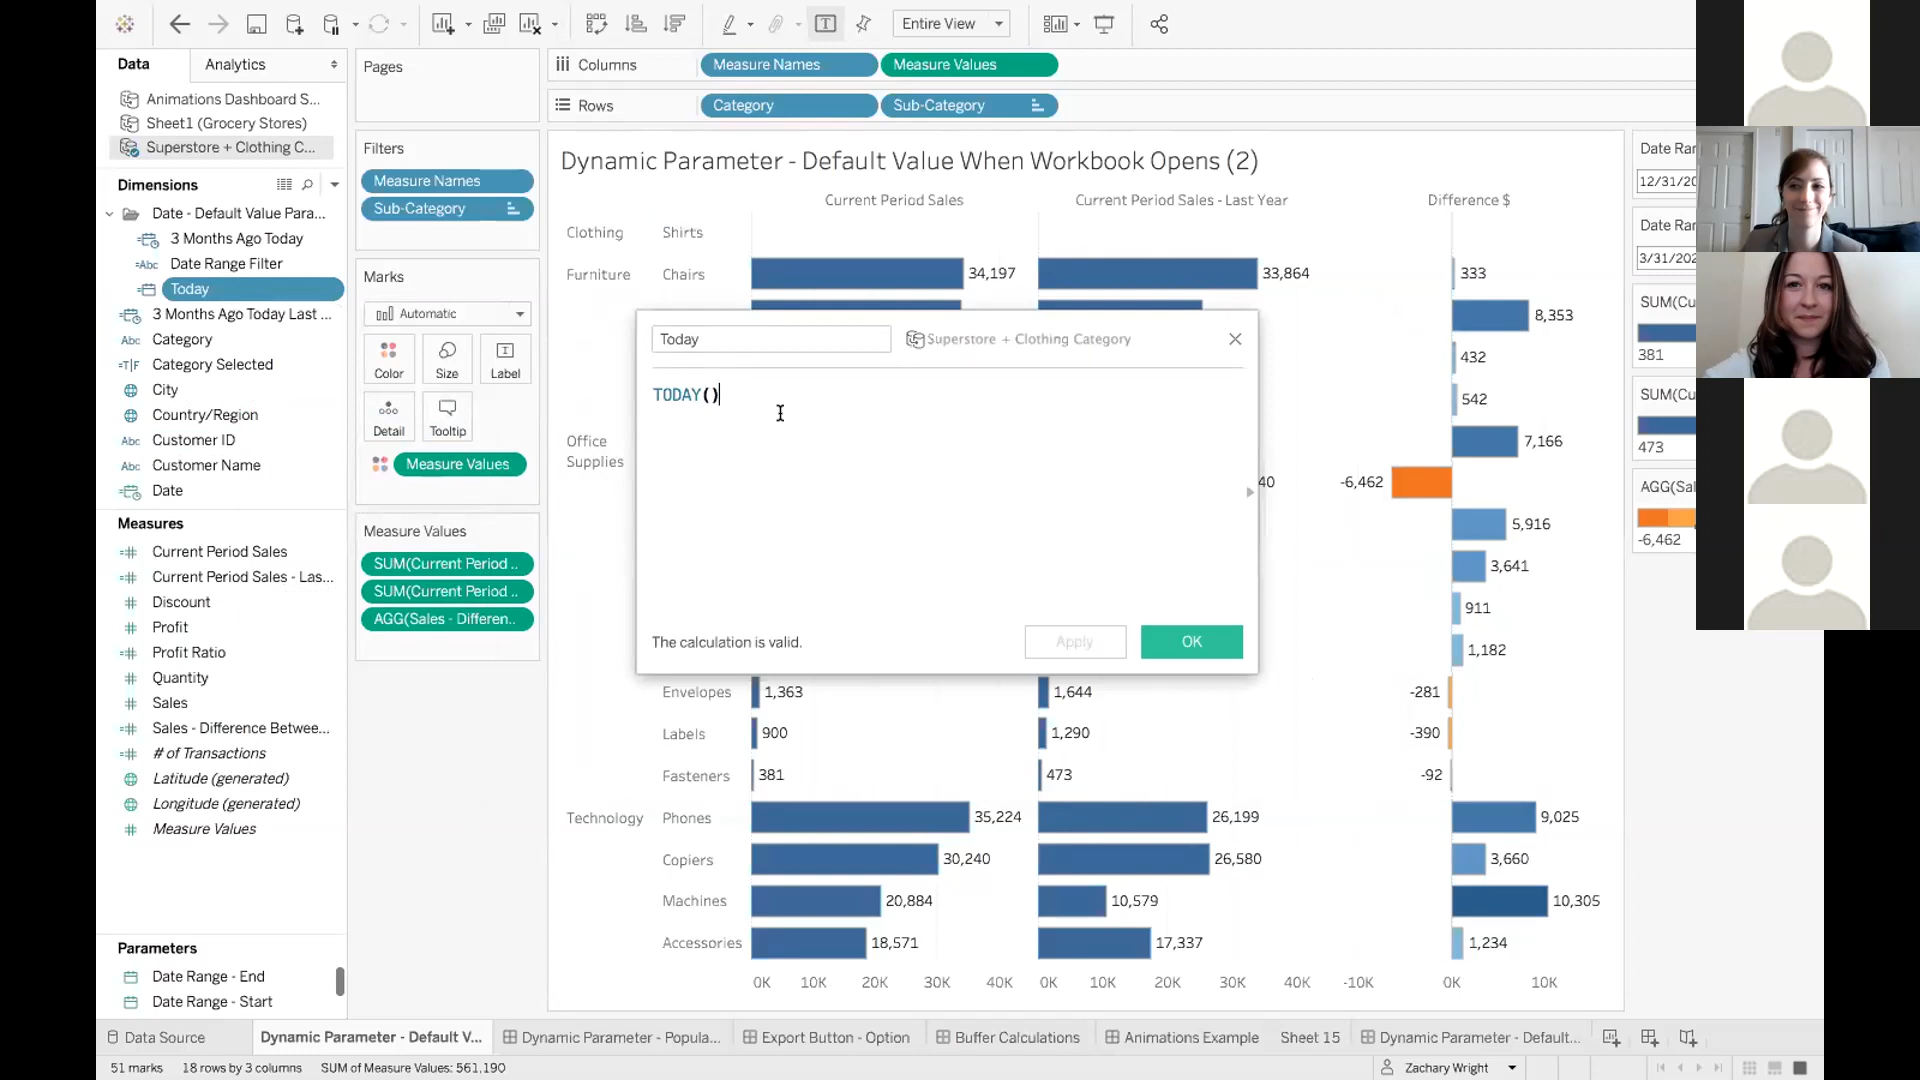 Entire View
Data
Analytics
Animations Dashboard S...
Sheet1 (Grocery Stores)
Superstore + Clothing C...
Dimensions
Date - Default Value Para...
3 Months Ago Today
Abc Date Range Filter
Today
3 Months Ago Today Last ...
Abc Category
T|F Category Selected
City
Country/Region
Abc Customer ID
Abc Customer Name
Date
Measures
Current Period Sales
Current Period Sales - Las...
Discount
Profit
Profit Ratio
Quantity
Sales
Sales - Difference Betwee...
# of Transactions
Latitude (generated)
Longitude (generated)
Measure Values
Parameters
Date Range - End
Date Range - Start
Pages
Filters
Measure Names
Sub-Category
Marks
Automatic
Color
Size
Label
Detail
Tooltip
Measure Values
Measure Values
SUM(Current Period ..
SUM(Current Period ..
AGG(Sales - Differen..
Columns
Measure Names
Measure Values
Rows
Category
Sub-Category
Dynamic Parameter - Default Value When Workbook Opens (2)
Current Period Sales
Current Period Sales - Last Year
Difference $
Clothing
Shirts
Furniture
Chairs
34,197
33,864
333
8,353
432
542
Office
Supplies
7,166
40
-6,462
5,916
3,641
911
1,182
Today
Superstore + Clothing Category
TODAY()
The calculation is valid.
Apply
OK
Envelopes
1,363
1,644
-281
Labels
900
1,290
-390
Fasteners
381
473
-92
Technology
Phones
35,224
26,199
9,025
Copiers
30,240
26,580
3,660
Machines
20,884
10,579
10,305
Accessories
18,571
17,337
1,234
0K 10K 20K 30K 40K
0K 10K 20K 30K 40K
-10K 0K 10K
Date Rar
12/31/20
Date Rar
3/31/202
SUM(Cu
381
SUM(Cu
473
AGG(Sal
-6,462
Data Source
Dynamic Parameter - Default V...
Dynamic Parameter - Popula...
Export Button - Option
Buffer Calculations
Animations Example
Sheet 15
Dynamic Parameter - Default...
51 marks
18 rows by 3 columns
SUM of Measure Values: 561,190
Zachary Wright